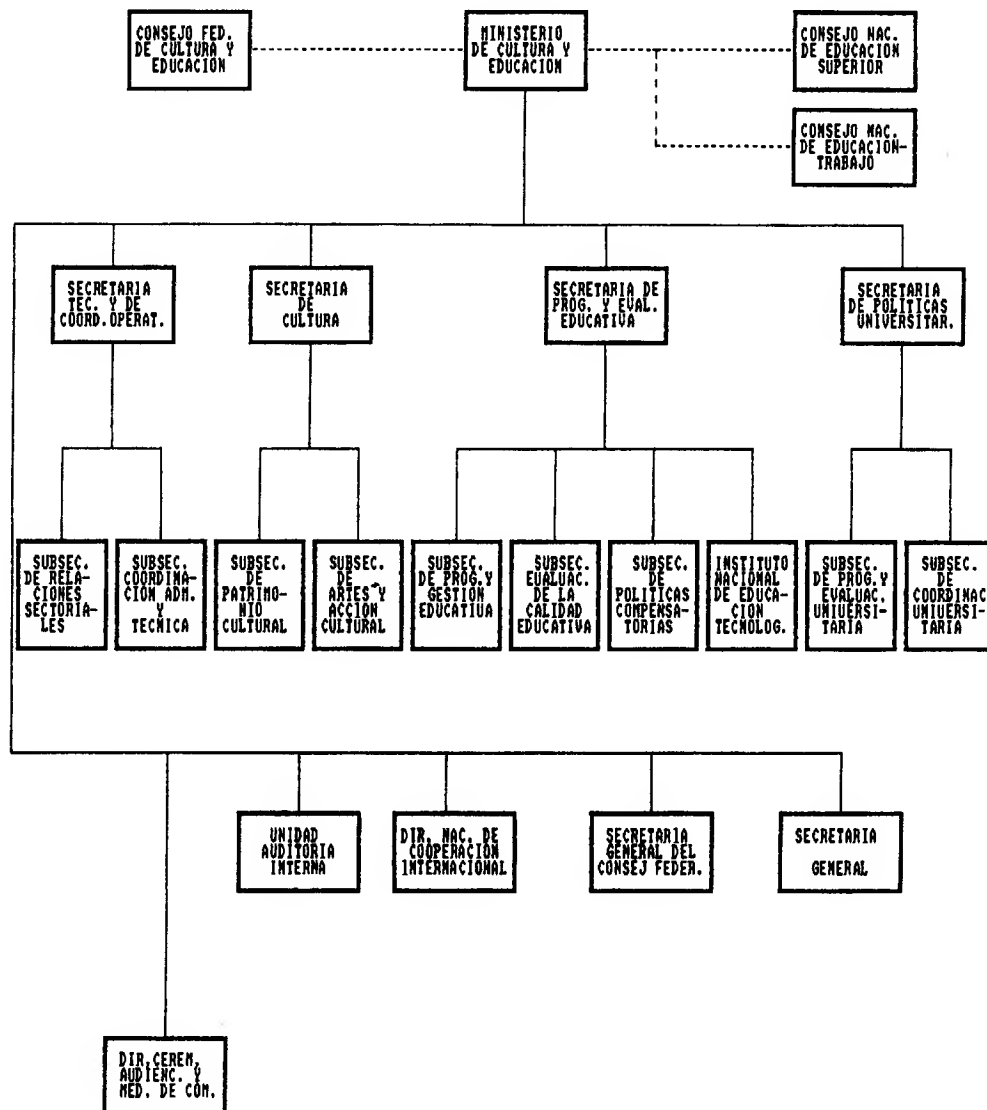 CONSEJO FED.
DE CULTURA Y
EDUCACION
MINISTERIO
DE CULTURA Y
EDUCACION
CONSEJO NAC.
DE EDUCACION
SUPERIOR
CONSEJO NAC.
DE EDUCACION-
TRABAJO
SECRETARIA
TEC. Y DE
COORD.OPERAT.
SECRETARIA
DE
CULTURA
SECRETARIA DE
PROG. Y EVAL.
EDUCATIVA
SECRETARIA
DE POLITICAS
UNIVERSITAR.
SUBSEC.
DE RELA-
CIONES
SECTORIA-
LES
SUBSEC.
COORDINA-
CION ADM.
Y
TECNICA
SUBSEC.
DE
PATRIMO-
NIO
CULTURAL
SUBSEC.
DE
ARTES Y
ACCION
CULTURAL
SUBSEC.
DE PROG.Y
GESTION
EDUCATIVA
SUBSEC.
EVALUAC.
DE LA
CALIDAD
EDUCATIVA
SUBSEC.
DE
POLITICAS
COMPENSA-
TORIAS
INSTITUTO
NACIONAL
DE EDUCA-
CION
TECNOLOG.
SUBSEC.
DE PROG.Y
EVALUAC.
UNIVERSI-
TARIA
SUBSEC.
DE
COORDINAC
UNIVERSI-
TARIA
UNIDAD
AUDITORIA
INTERNA
DIR. NAC. DE
COOPERACION
INTERNACIONAL
SECRETARIA
GENERAL DEL
CONSEJ FEDER.
SECRETARIA
GENERAL
DIR.CEREM.
AUDIENC. Y
MED. DE COM.